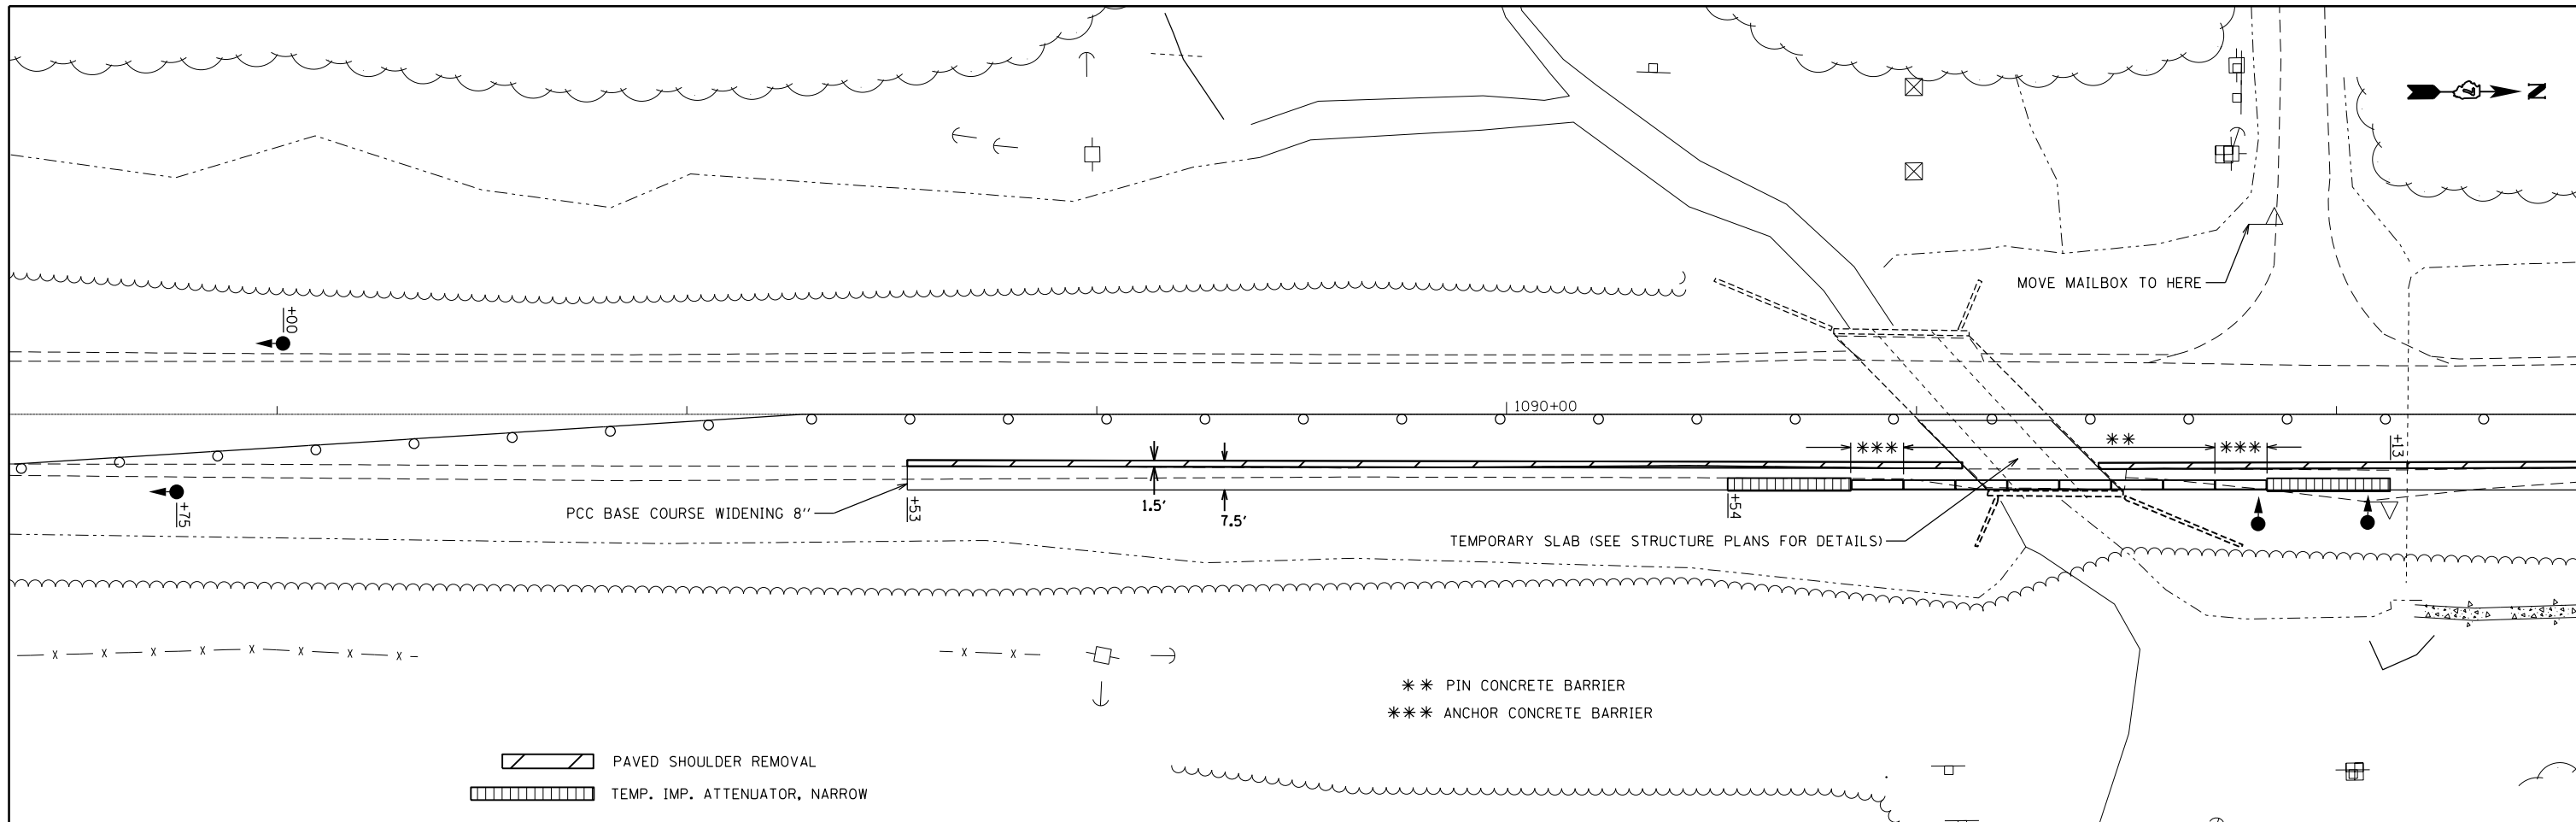 N
MOVE MAILBOX TO HERE
+00
1090+00
*** ** ***
+13
+75
PCC BASE COURSE WIDENING 8''
+53
1.5'
7.5'
+54
TEMPORARY SLAB (SEE STRUCTURE PLANS FOR DETAILS)
X X X X X X X X X X
** PIN CONCRETE BARRIER
*** ANCHOR CONCRETE BARRIER
PAVED SHOULDER REMOVAL
TEMP. IMP. ATTENUATOR, NARROW